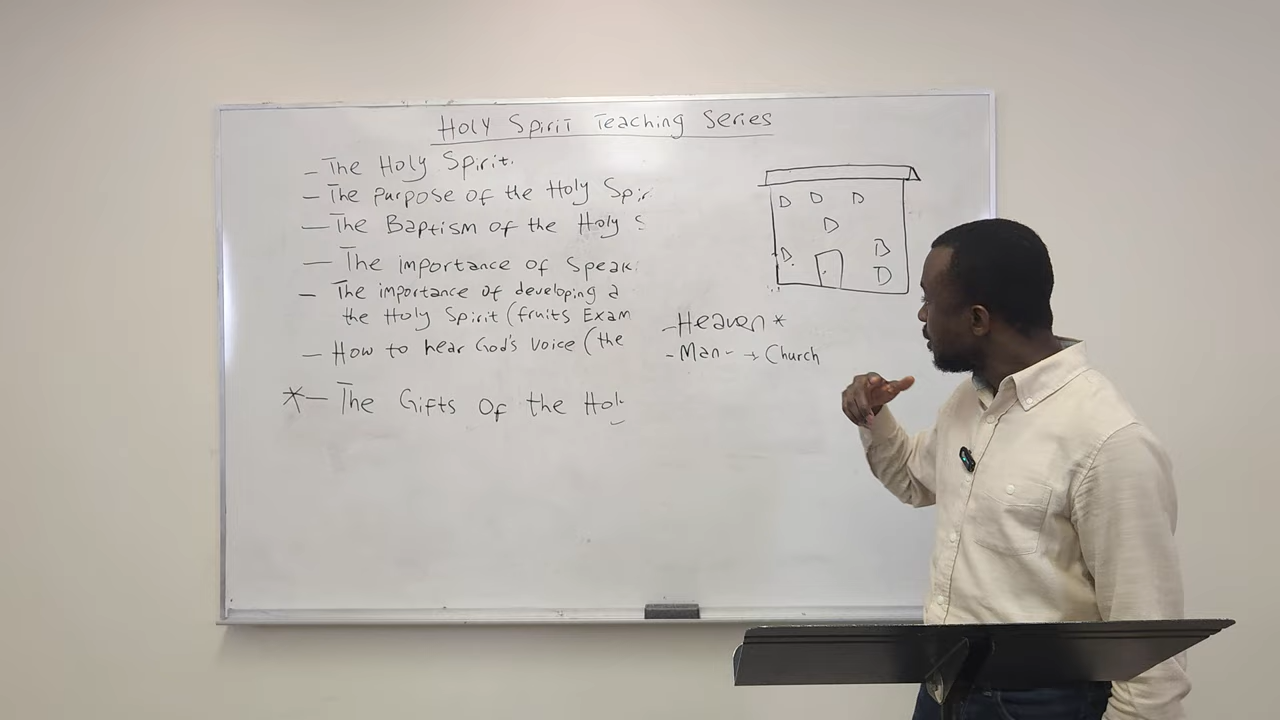 Holy Spirit Teaching Series
- The Holy Spirit.
- The Purpose of the Holy Spir
- The Baptism of the Holy S
- The importance of Speak
- The importance of developing a
the Holy Spirit (fruits Exam
- How to hear God's Voice (the
*- The Gifts Of the Hol
D D D
D
D D
D
- Heaven *
- Man - → Church